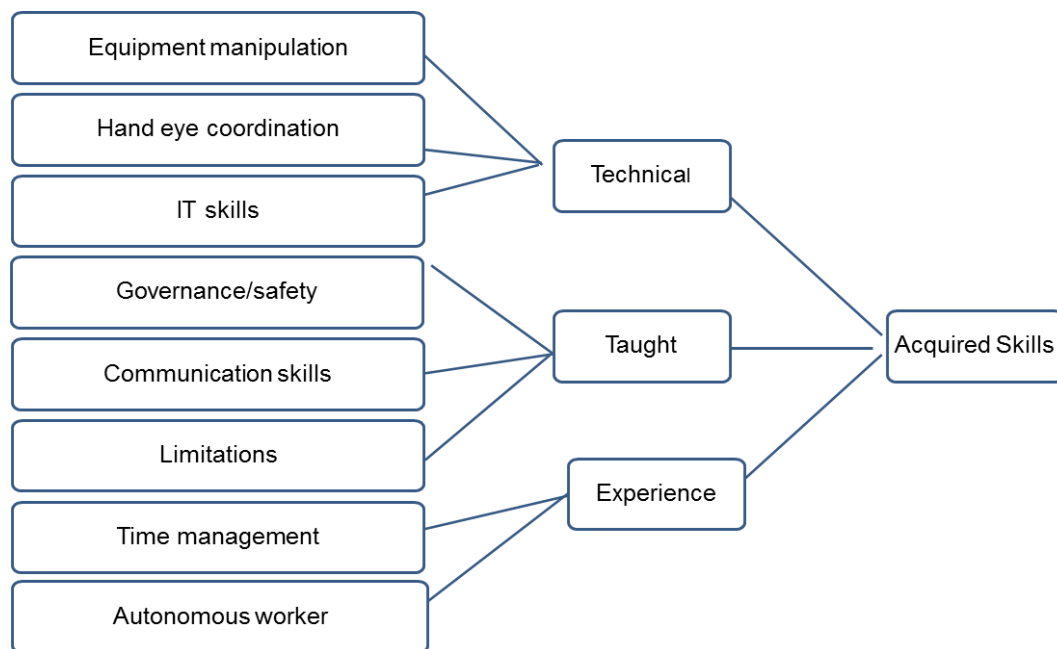 Equipment manipulation
Hand eye coordination
IT skills
Governance/safety
Communication skills
Limitations
Time management
Autonomous worker
Technical
Taught
Experience
Acquired Skills